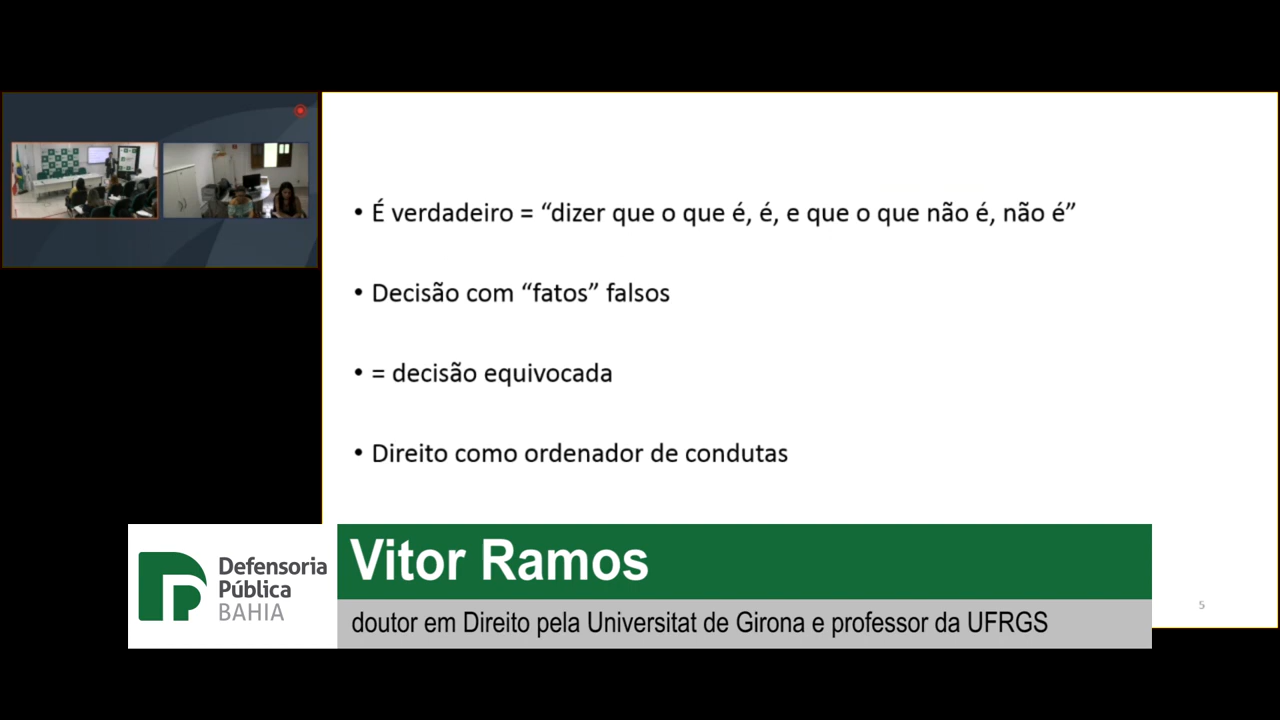 • É verdadeiro = “dizer que o que é, é, e que o que não é, não é”
• Decisão com “fatos” falsos
• = decisão equivocada
• Direito como ordenador de condutas
Defensoria
Pública
BAHIA
Vitor Ramos
doutor em Direito pela Universitat de Girona e professor da UFRGS
5